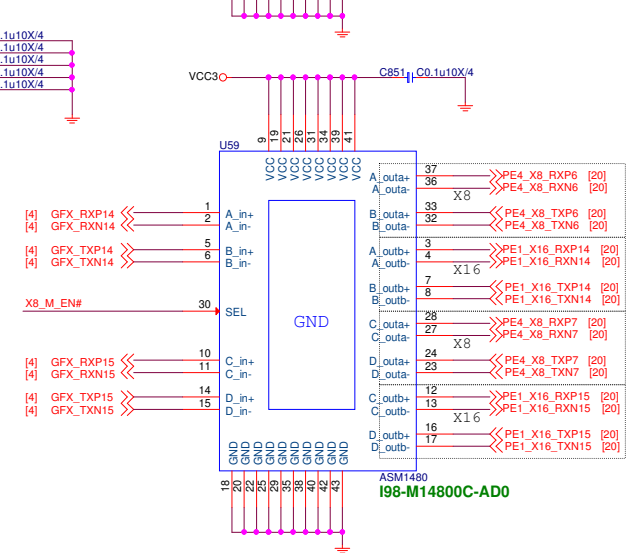 .1u10X/4
.1u10X/4
.1u10X/4
.1u10X/4
.1u10X/4
VCC3
C851
C0.1u10X/4
U59
9
19
21
26
31
34
39
41
VCC
VCC
VCC
VCC
VCC
VCC
VCC
VCC
[4] GFX_RXP14 1 A_in+
[4] GFX_RXN14 2 A_in-
[4] GFX_TXP14 5 B_in+
[4] GFX_TXN14 6 B_in-
X8_M_EN# 30 SEL
[4] GFX_RXP15 10 C_in+
[4] GFX_RXN15 11 C_in-
[4] GFX_TXP15 14 D_in+
[4] GFX_TXN15 15 D_in-
GND
A_outa+ 37 PE4_X8_RXP6 [20]
A_outa- 36 PE4_X8_RXN6 [20]
X8
B_outa+ 33 PE4_X8_TXP6 [20]
B_outa- 32 PE4_X8_TXN6 [20]
A_outb+ 3 PE1_X16_RXP14 [20]
A_outb- 4 PE1_X16_RXN14 [20]
X16
B_outb+ 7 PE1_X16_TXP14 [20]
B_outb- 8 PE1_X16_TXN14 [20]
C_outa+ 28 PE4_X8_RXP7 [20]
C_outa- 27 PE4_X8_RXN7 [20]
X8
D_outa+ 24 PE4_X8_TXP7 [20]
D_outa- 23 PE4_X8_TXN7 [20]
C_outb+ 12 PE1_X16_RXP15 [20]
C_outb- 13 PE1_X16_RXN15 [20]
X16
D_outb+ 16 PE1_X16_TXP15 [20]
D_outb- 17 PE1_X16_TXN15 [20]
GND
GND
GND
GND
GND
GND
GND
GND
GND
GND
18
20
22
25
29
35
38
40
42
43
ASM1480
I98-M14800C-AD0